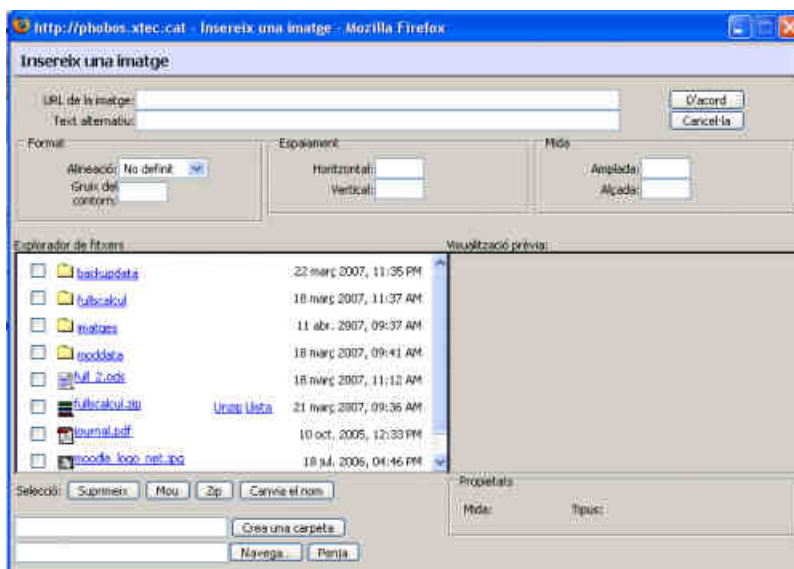 http://phobos.xtec.cat - Insereix una imatge - Mozilla Firefox
Insereix una imatge
URL de la imatge:
D'acord
Text alternatiu:
Cancel·la
Format
Espaiament
Mida
Alineació: No definit
Horitzontal:
Amplada:
Gruix del contorn:
Vertical:
Alçada:
Explorador de fitxers
Visualització prèvia:
backupdata 22 març 2007, 11:35 PM
fullscalcul 18 març 2007, 11:37 AM
imatges 11 abr. 2007, 09:37 AM
moddata 18 març 2007, 09:41 AM
full_2.ods 18 març 2007, 11:12 AM
fullscalcul.zip Unzip Llista 21 març 2007, 09:36 AM
journal.pdf 10 oct. 2005, 12:33 PM
moodle_logo_net.jpg 18 jul. 2006, 04:46 PM
Selecció: Suprimeix Mou Zip Canvia el nom
Propietats
Mida: Tipus:
Crea una carpeta
Navega... Penja